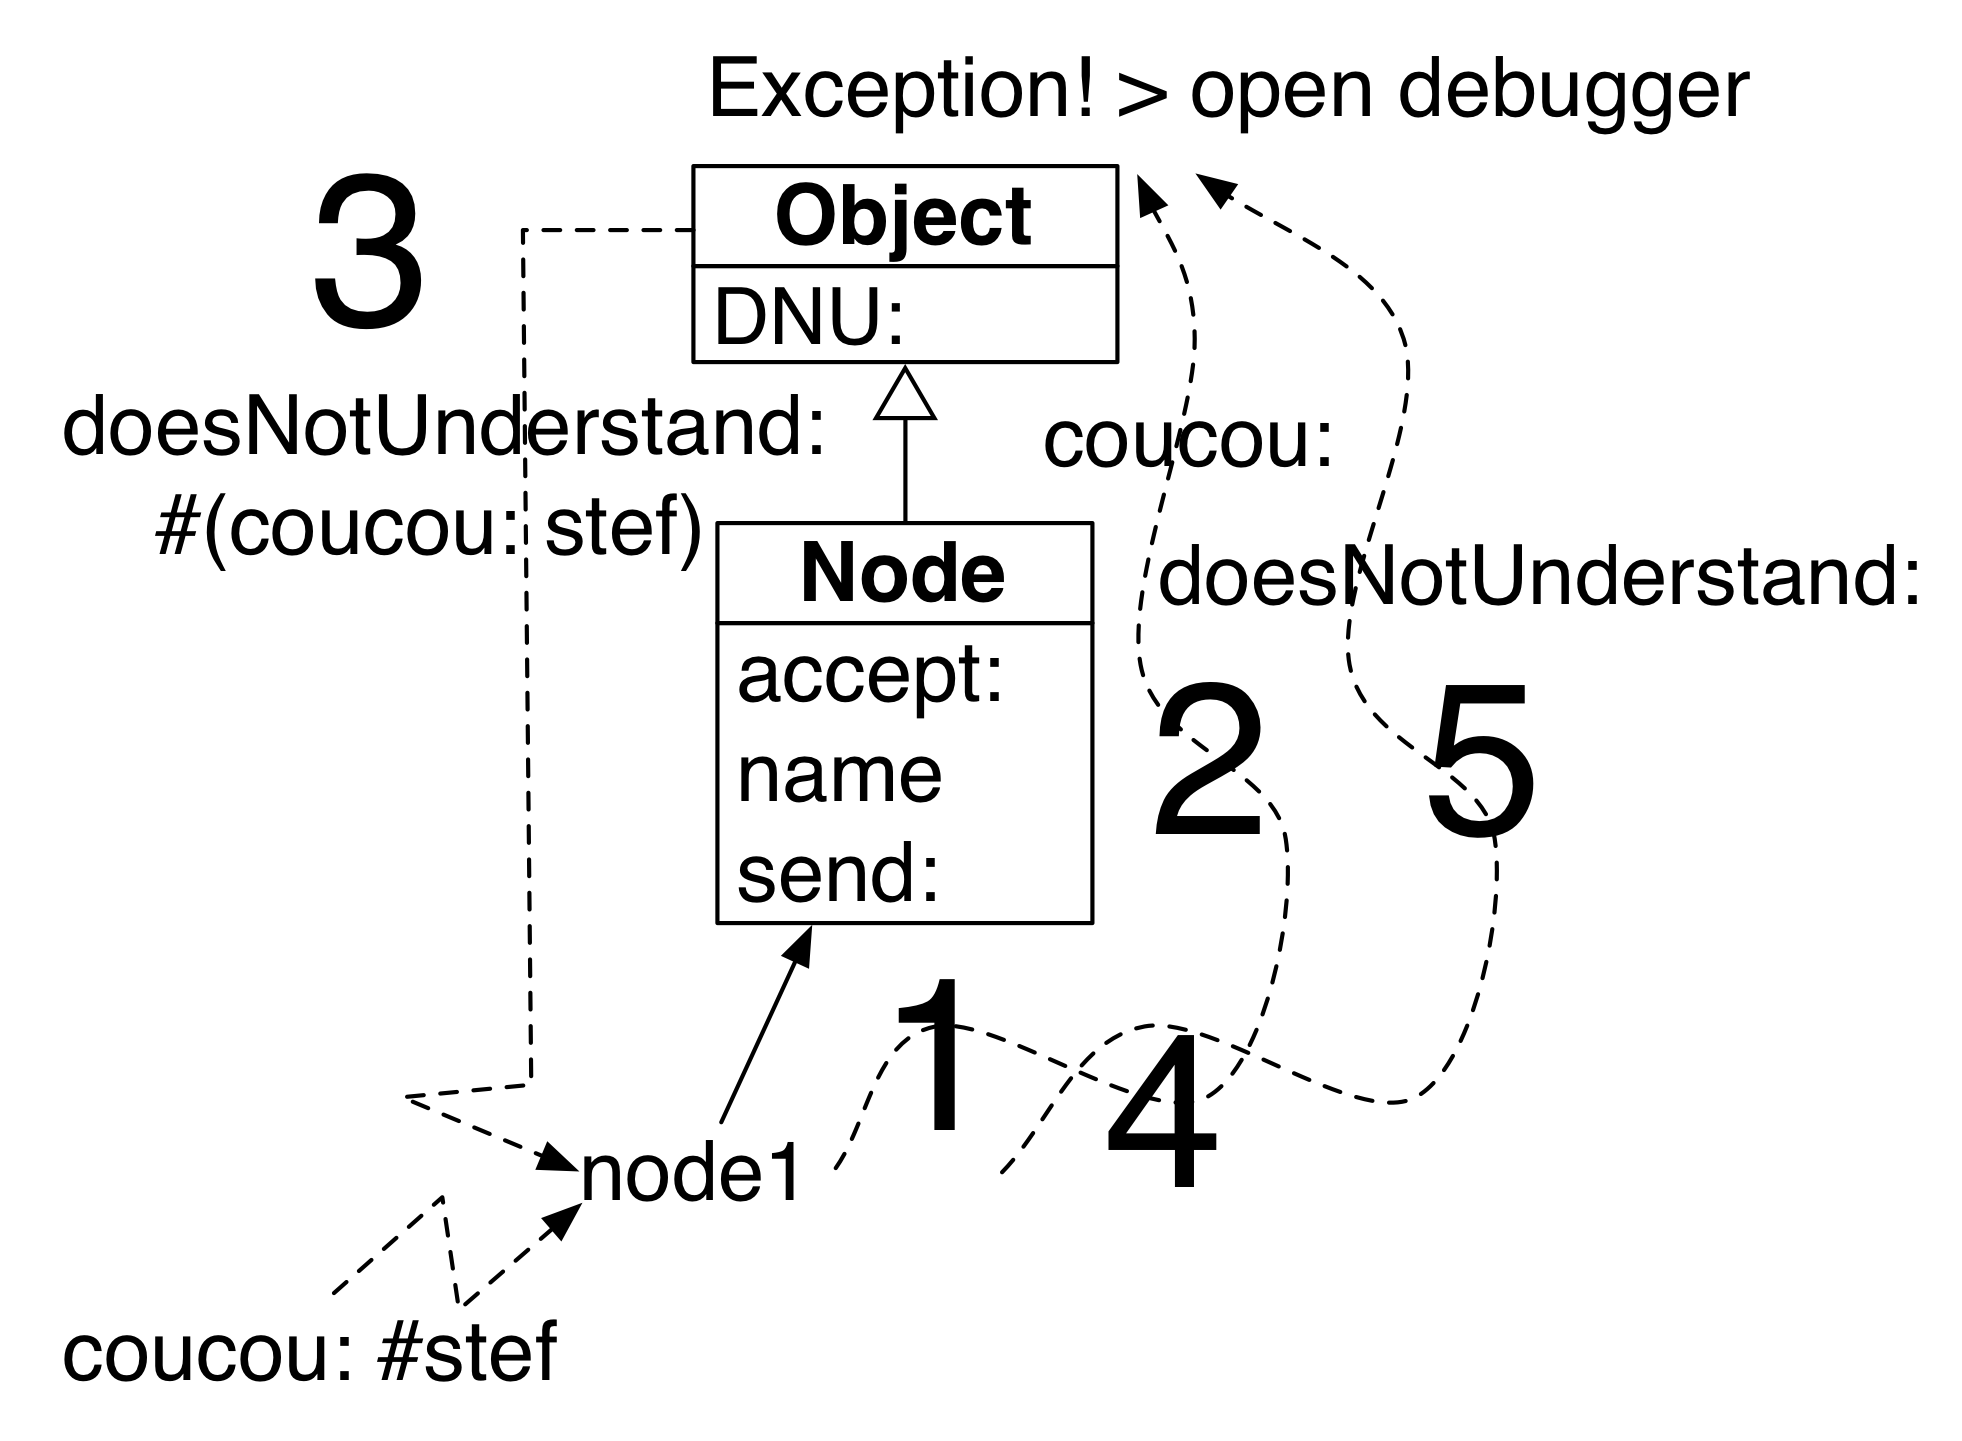 Exception! > open debugger
3
Object
DNU:
doesNotUnderstand:
#(coucou: stef)
coucou:
Node
doesNotUnderstand:
accept:
name
send:
2
5
1
4
node1
coucou: #stef